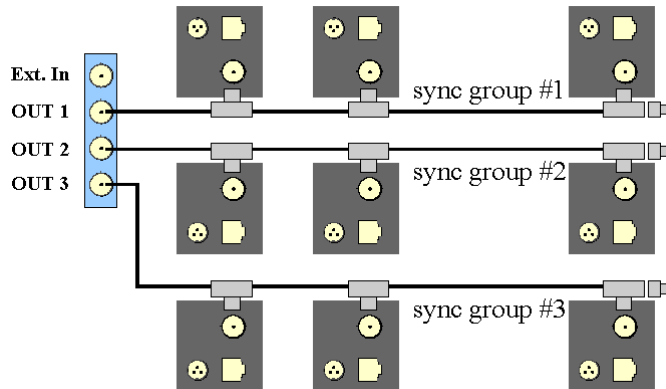 Ext. In
OUT 1
OUT 2
OUT 3
sync group #1
sync group #2
sync group #3